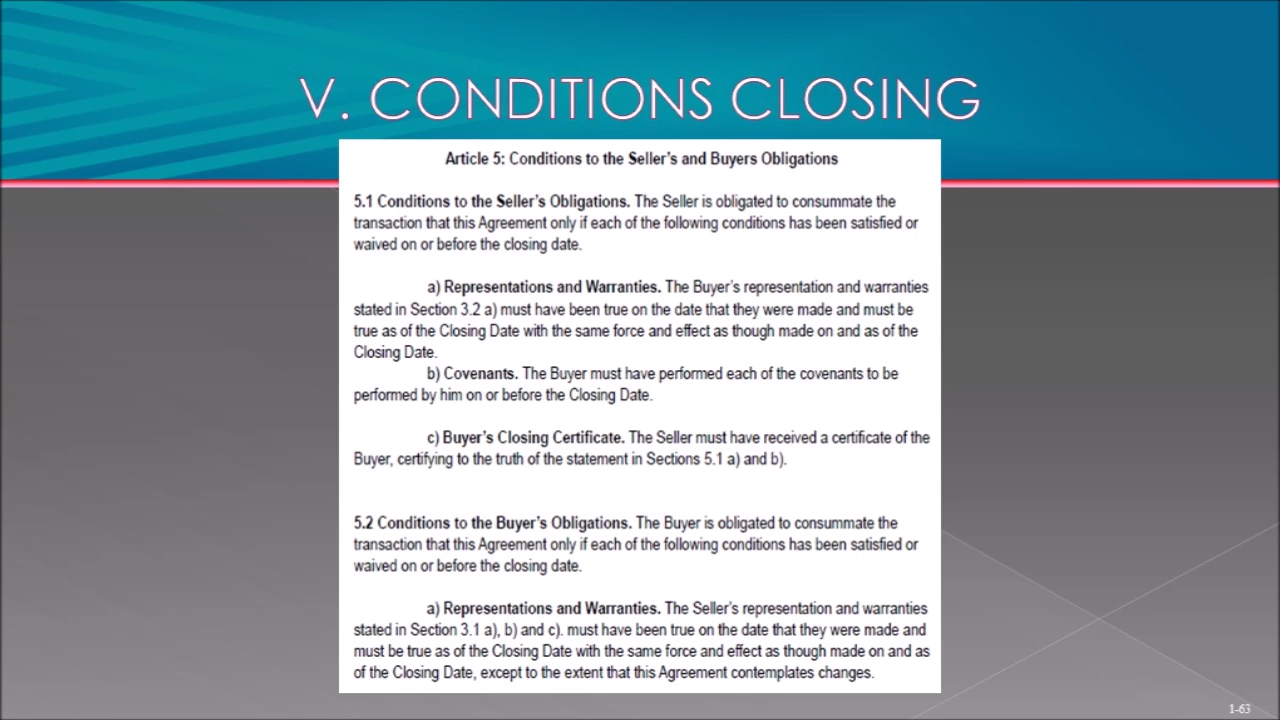 V. CONDITIONS CLOSING
Article 5: Conditions to the Seller's and Buyers Obligations
5.1 Conditions to the Seller's Obligations. The Seller is obligated to consummate the
transaction that this Agreement only if each of the following conditions has been satisfied or
waived on or before the closing date.
a) Representations and Warranties. The Buyer's representation and warranties
stated in Section 3.2 a) must have been true on the date that they were made and must be
true as of the Closing Date with the same force and effect as though made on and as of the
Closing Date.
b) Covenants. The Buyer must have performed each of the covenants to be
performed by him on or before the Closing Date.
c) Buyer's Closing Certificate. The Seller must have received a certificate of the
Buyer, certifying to the truth of the statement in Sections 5.1 a) and b).
5.2 Conditions to the Buyer's Obligations. The Buyer is obligated to consummate the
transaction that this Agreement only if each of the following conditions has been satisfied or
waived on or before the closing date.
a) Representations and Warranties. The Seller's representation and warranties
stated in Section 3.1 a), b) and c). must have been true on the date that they were made and
must be true as of the Closing Date with the same force and effect as though made on and as
of the Closing Date, except to the extent that this Agreement contemplates changes.
1-63